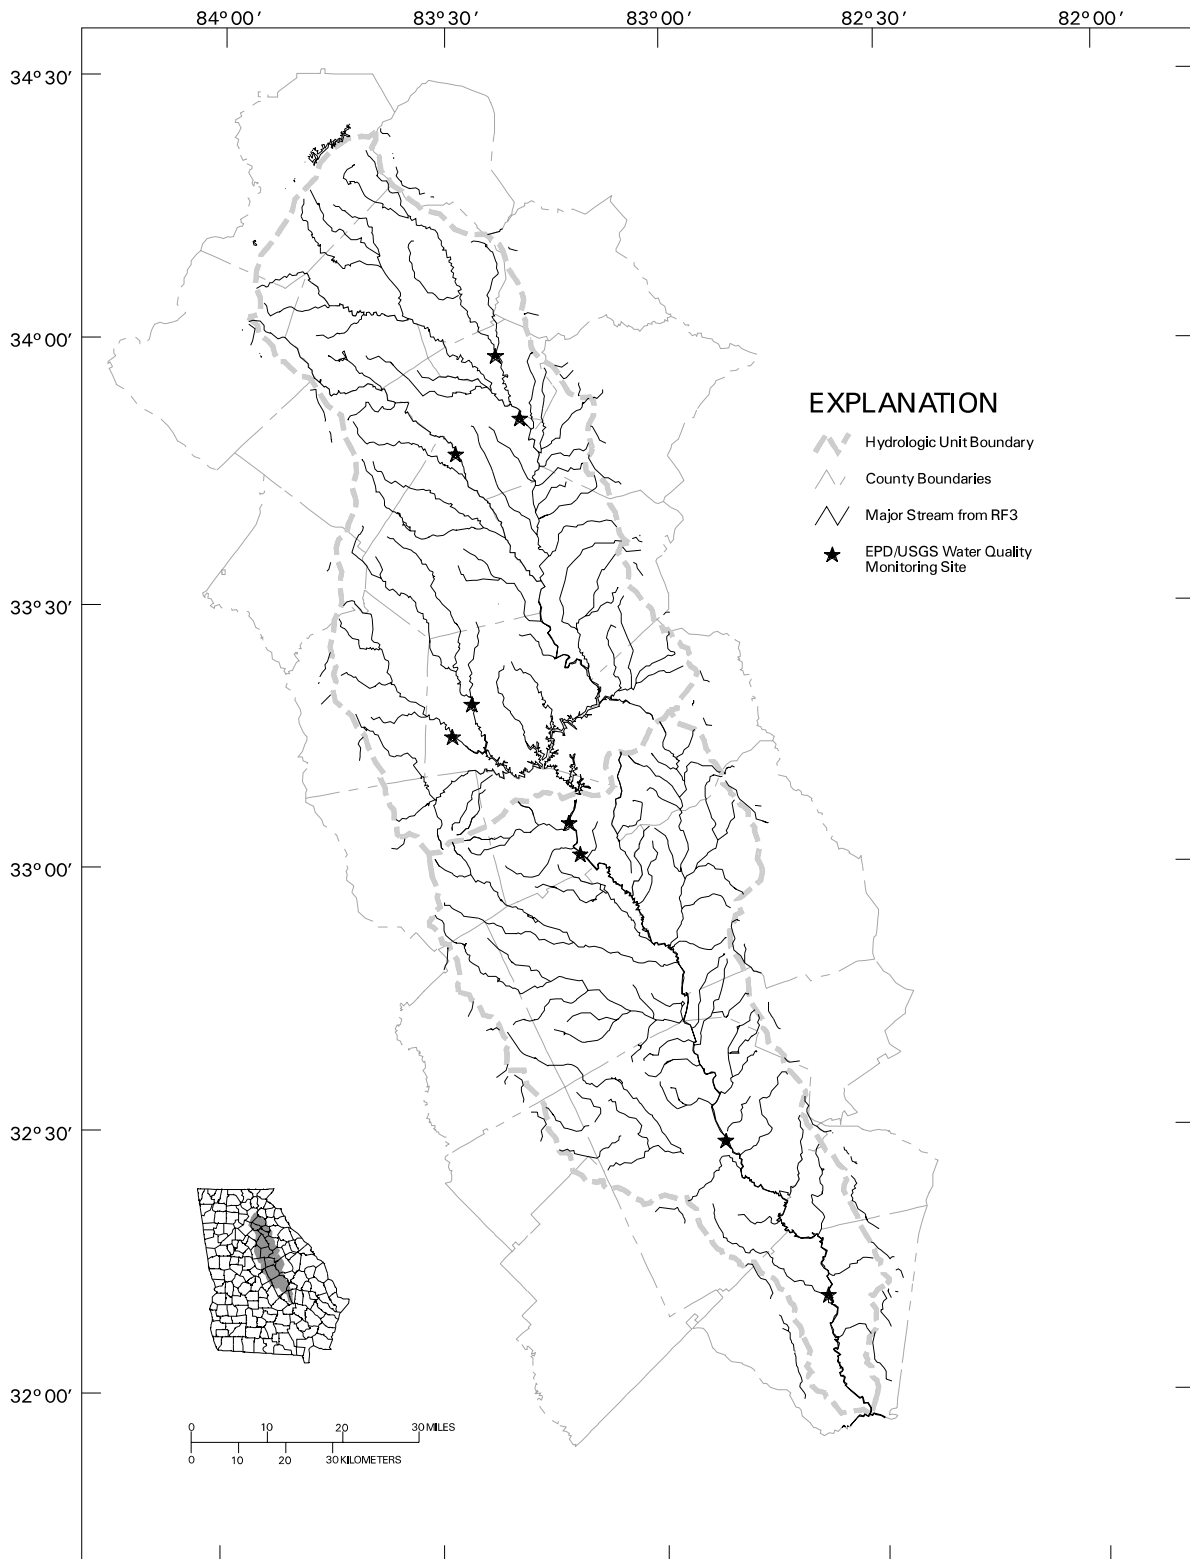 84°00' 83°30' 83°00' 82°30' 82°00'
34°30'
34°00'
33°30'
33°00'
32°30'
32°00'
EXPLANATION
Hydrologic Unit Boundary
County Boundaries
Major Stream from RF3
EPD/USGS Water Quality
Monitoring Site
0 10 20 30 MILES
0 10 20 30 KILOMETERS